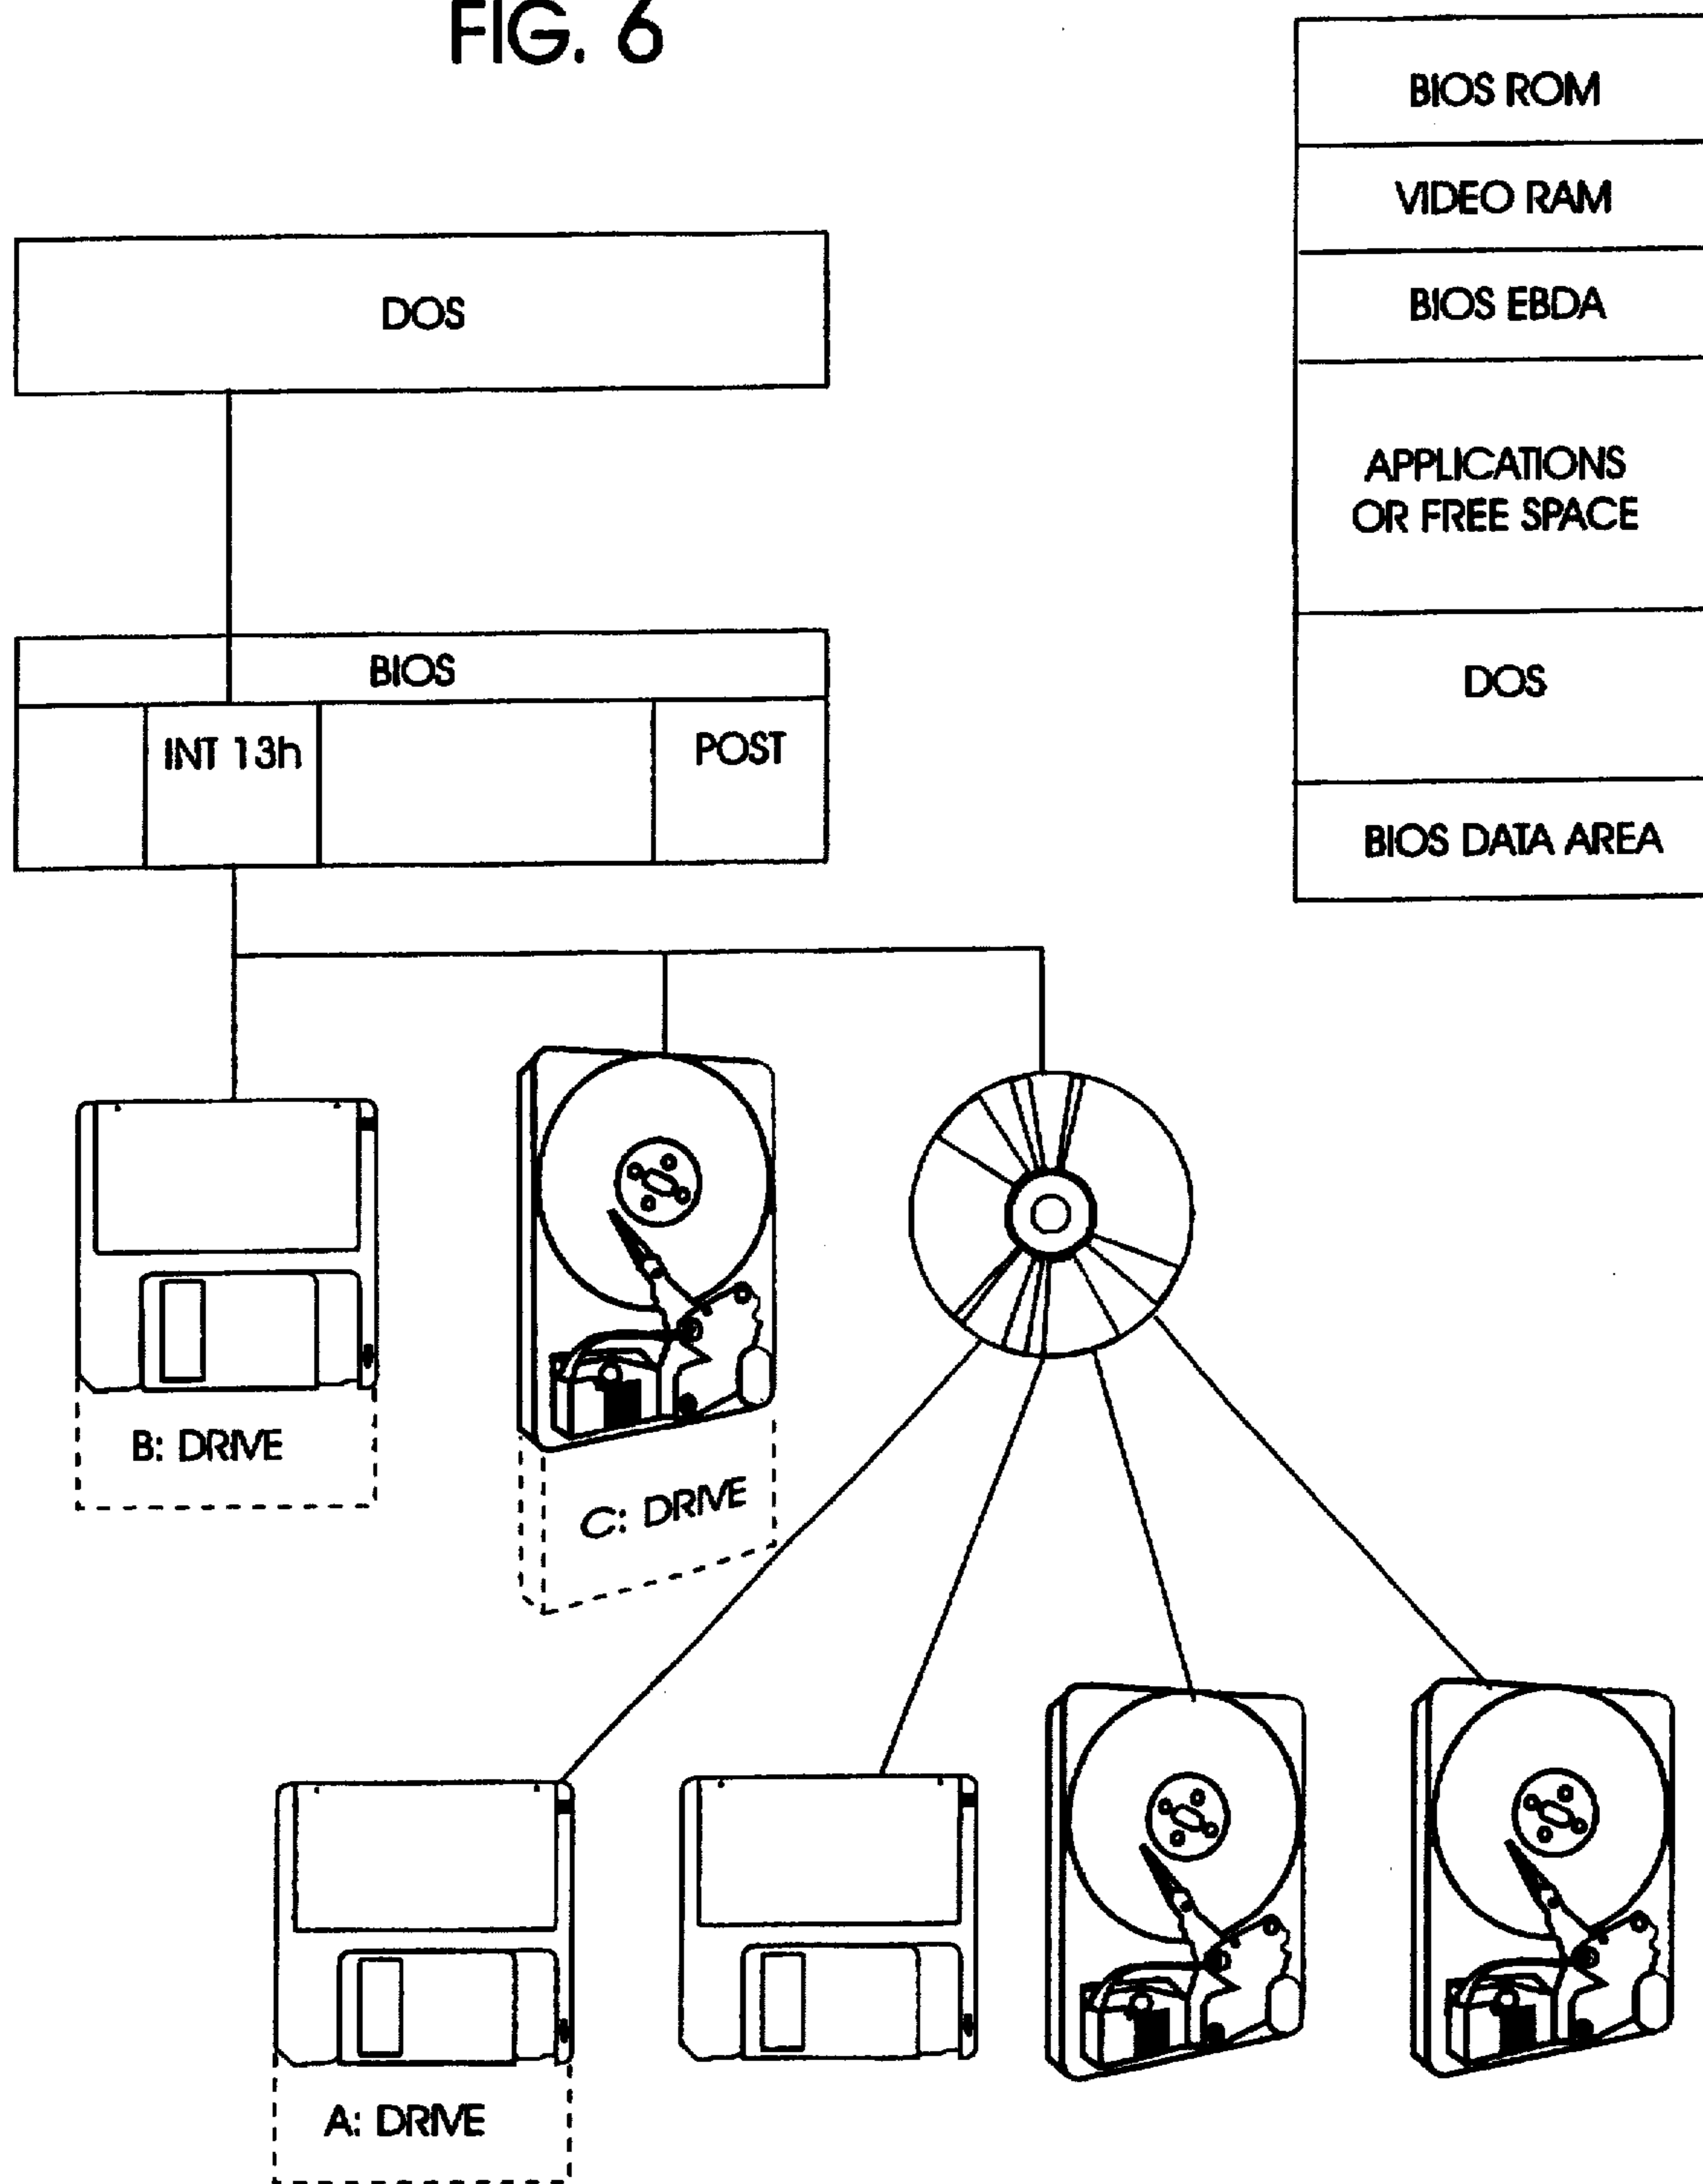 FIG. 6
DOS
BIOS
INT 13h
POST
BIOS ROM
VIDEO RAM
BIOS EBDA
APPLICATIONS
OR FREE SPACE
DOS
BIOS DATA AREA
B: DRIVE
C: DRIVE
A: DRIVE